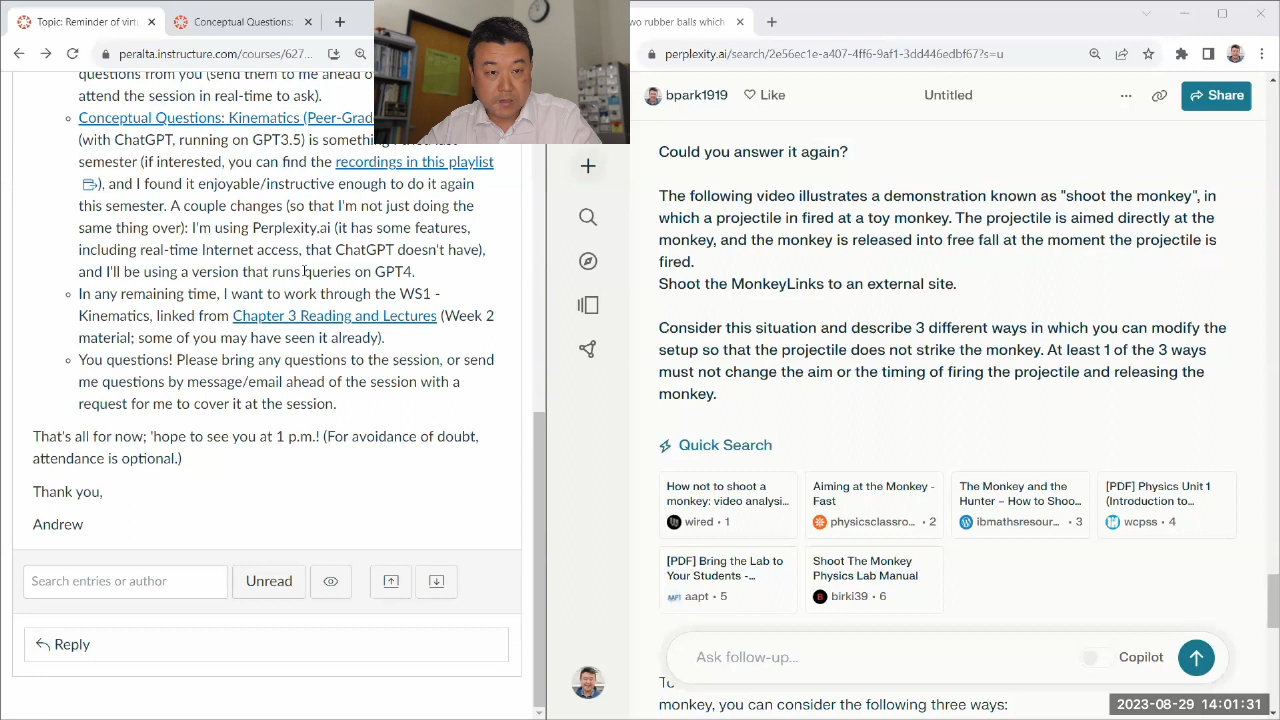 Topic: Reminder of virt
Conceptual Questions:
peralta.instructure.com/courses/627...
questions from you (send them to me ahead o
attend the session in real-time to ask).
Conceptual Questions: Kinematics (Peer-Grad
(with ChatGPT, running on GPT3.5) is something I tried last
semester (if interested, you can find the recordings in this playlist
), and I found it enjoyable/instructive enough to do it again
this semester. A couple changes (so that I'm not just doing the
same thing over): I'm using Perplexity.ai (it has some features,
including real-time Internet access, that ChatGPT doesn't have),
and I'll be using a version that runs queries on GPT4.
In any remaining time, I want to work through the WS1 -
Kinematics, linked from Chapter 3 Reading and Lectures (Week 2
material; some of you may have seen it already).
You questions! Please bring any questions to the session, or send
me questions by message/email ahead of the session with a
request for me to cover it at the session.
That's all for now; 'hope to see you at 1 p.m.! (For avoidance of doubt,
attendance is optional.)
Thank you,
Andrew
Search entries or author
Unread
Reply
wo rubber balls which
perplexity.ai/search/2e56ec1e-a407-4ff6-9af1-3dd446edbf67?s=u
bpark1919
Like
Untitled
Share
Could you answer it again?
The following video illustrates a demonstration known as "shoot the monkey", in
which a projectile in fired at a toy monkey. The projectile is aimed directly at the
monkey, and the monkey is released into free fall at the moment the projectile is
fired.
Shoot the MonkeyLinks to an external site.
Consider this situation and describe 3 different ways in which you can modify the
setup so that the projectile does not strike the monkey. At least 1 of the 3 ways
must not change the aim or the timing of firing the projectile and releasing the
monkey.
Quick Search
How not to shoot a
monkey: video analysi...
wired • 1
Aiming at the Monkey -
Fast
physicsclassro... • 2
The Monkey and the
Hunter – How to Shoo...
ibmathsresour... • 3
[PDF] Physics Unit 1
(Introduction to...
wcpss • 4
[PDF] Bring the Lab to
Your Students -...
aapt • 5
Shoot The Monkey
Physics Lab Manual
birki39 • 6
Ask follow-up...
Copilot
To
monkey, you can consider the following three ways:
2023-08-29 14:01:31